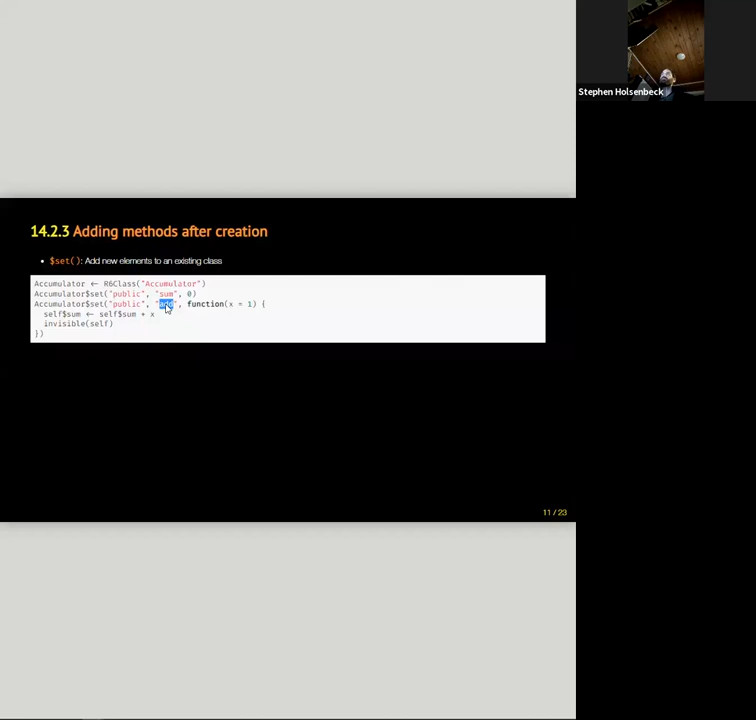 Stephen Holsenbeck
14.2.3 Adding methods after creation
• $set(): Add new elements to an existing class
Accumulator <- R6Class("Accumulator")
Accumulator$set("public", "sum", 0)
Accumulator$set("public", "add", function(x = 1) {
  self$sum <- self$sum + x
  invisible(self)
})
11 / 23